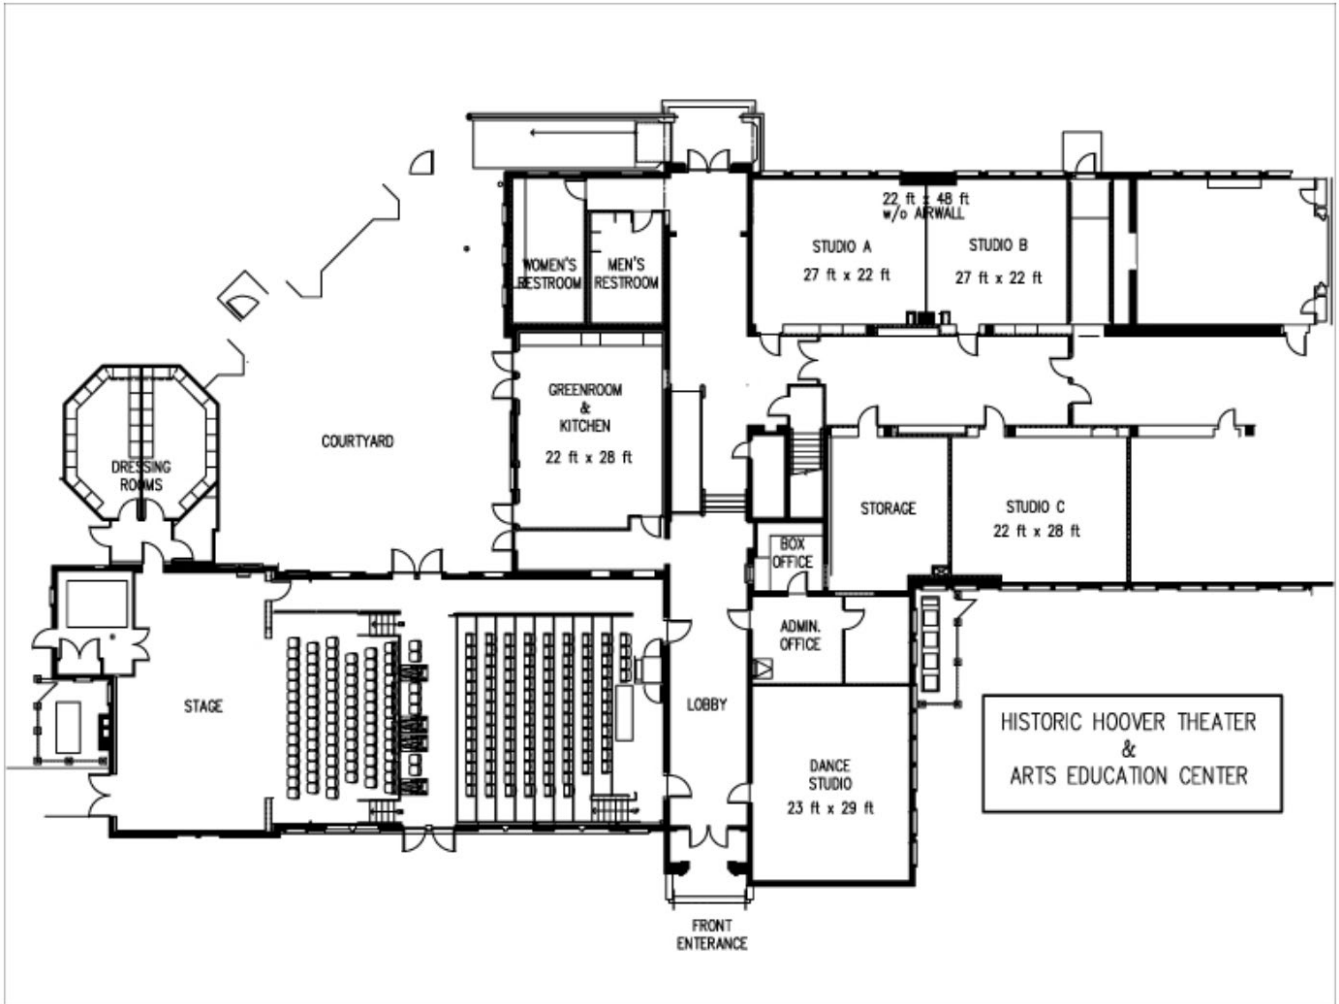 22 ft x 48 ft
w/o AIRWALL
STUDIO A
27 ft x 22 ft
STUDIO B
27 ft x 22 ft
WOMEN'S
RESTROOM
MEN'S
RESTROOM
GREENROOM
&
KITCHEN
22 ft x 28 ft
COURTYARD
DRESSING
ROOMS
STORAGE
STUDIO C
22 ft x 28 ft
BOX
OFFICE
ADMIN.
OFFICE
STAGE
LOBBY
DANCE
STUDIO
23 ft x 29 ft
HISTORIC HOOVER THEATER
&
ARTS EDUCATION CENTER
FRONT
ENTERANCE